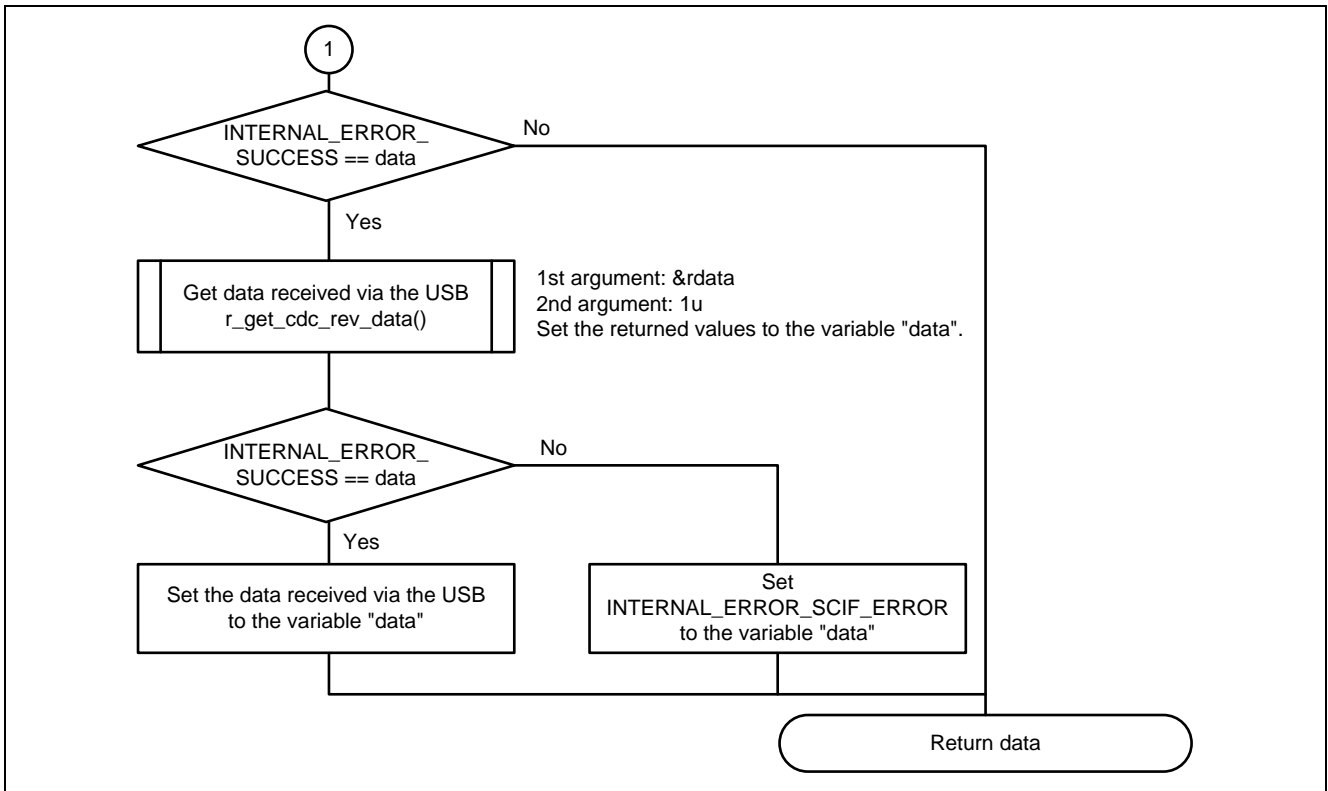 1
INTERNAL_ERROR_
SUCCESS == data
No
Yes
Get data received via the USB
r_get_cdc_rev_data()
1st argument: &rdata
2nd argument: 1u
Set the returned values to the variable "data".
INTERNAL_ERROR_
SUCCESS == data
No
Yes
Set the data received via the USB
to the variable "data"
Set
INTERNAL_ERROR_SCIF_ERROR
to the variable "data"
Return data